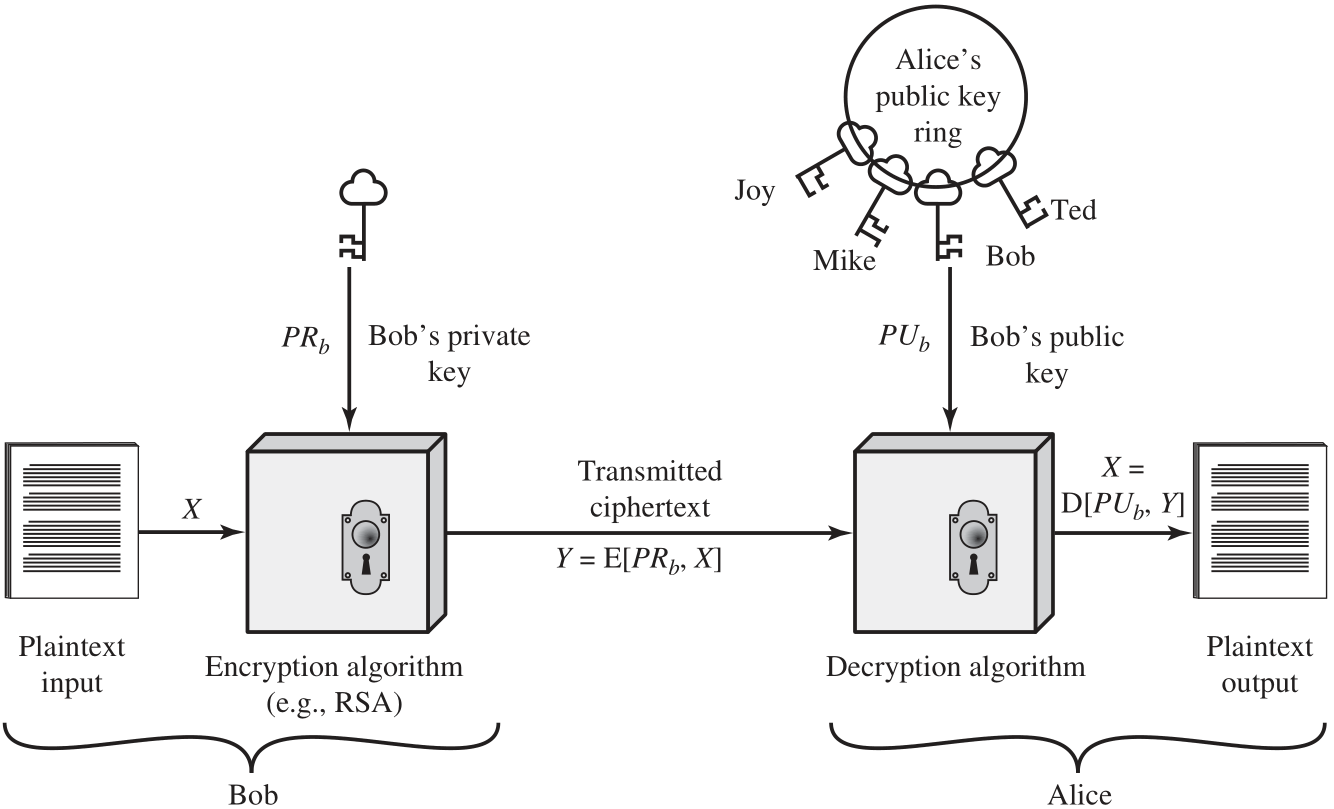 Alice’s
public key
ring
Joy
Mike
Bob
Ted
PR_b
Bob’s private
key
PU_b
Bob’s public
key
X
Transmitted
ciphertext
Y = E[PR_b, X]
X =
D[PU_b, Y]
Plaintext
input
Encryption algorithm
(e.g., RSA)
Decryption algorithm
Plaintext
output
Bob
Alice